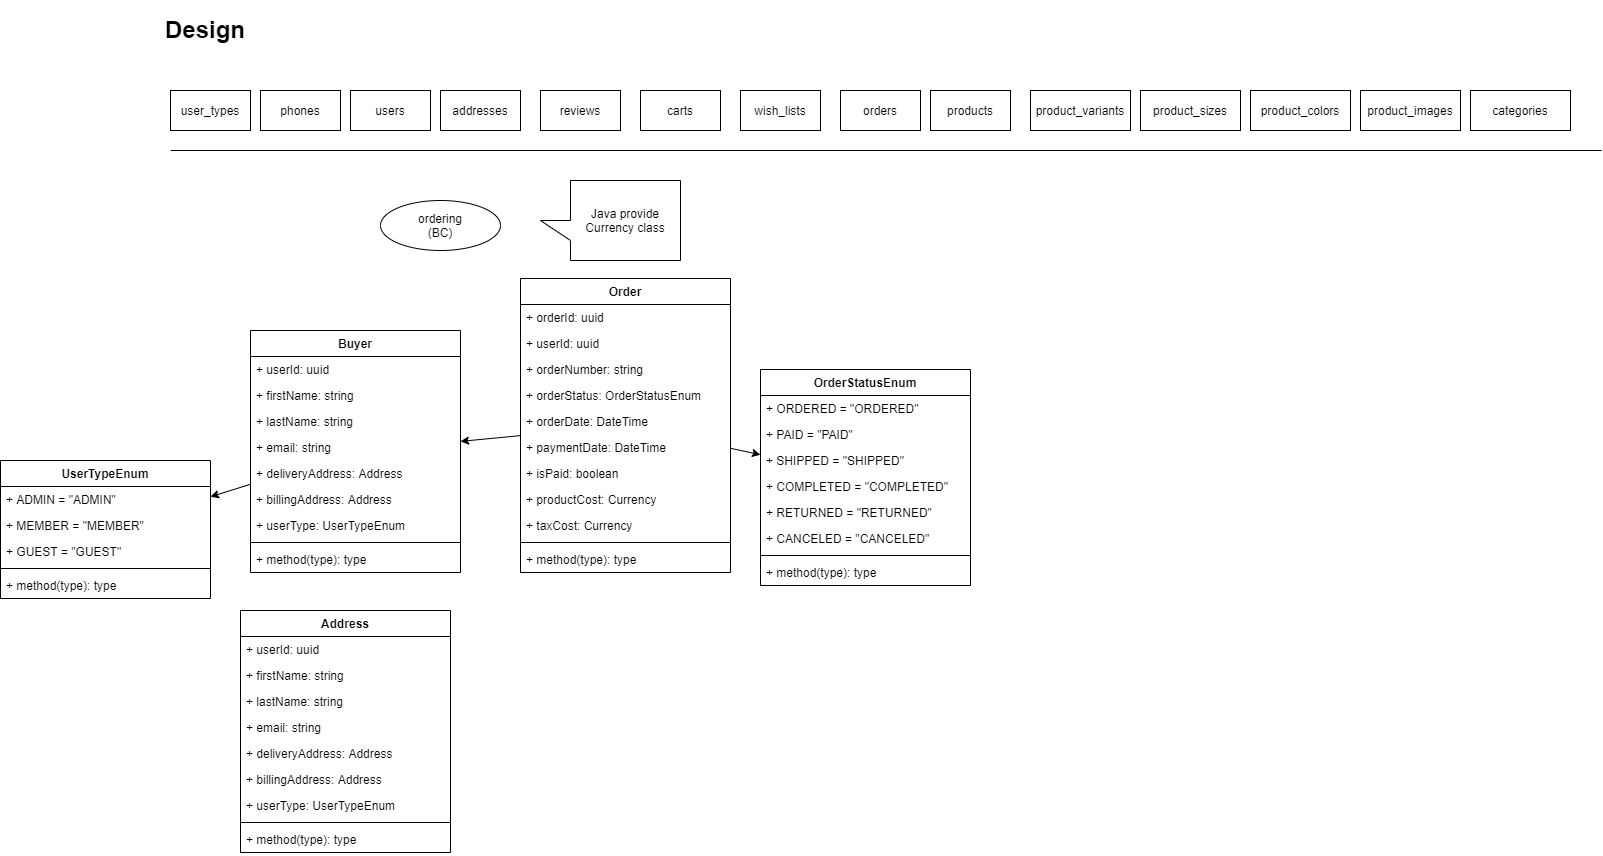 Design
user_types
phones
users
addresses
reviews
carts
wish_lists
orders
products
product_variants
product_sizes
product_colors
product_images
categories
ordering
(BC)
Java provide
Currency class
Order
+ orderId: uuid
+ userId: uuid
+ orderNumber: string
+ orderStatus: OrderStatusEnum
+ orderDate: DateTime
+ paymentDate: DateTime
+ isPaid: boolean
+ productCost: Currency
+ taxCost: Currency
+ method(type): type
Buyer
+ userId: uuid
+ firstName: string
+ lastName: string
+ email: string
+ deliveryAddress: Address
+ billingAddress: Address
+ userType: UserTypeEnum
+ method(type): type
OrderStatusEnum
+ ORDERED = "ORDERED"
+ PAID = "PAID"
+ SHIPPED = "SHIPPED"
+ COMPLETED = "COMPLETED"
+ RETURNED = "RETURNED"
+ CANCELED = "CANCELED"
+ method(type): type
UserTypeEnum
+ ADMIN = "ADMIN"
+ MEMBER = "MEMBER"
+ GUEST = "GUEST"
+ method(type): type
Address
+ userId: uuid
+ firstName: string
+ lastName: string
+ email: string
+ deliveryAddress: Address
+ billingAddress: Address
+ userType: UserTypeEnum
+ method(type): type